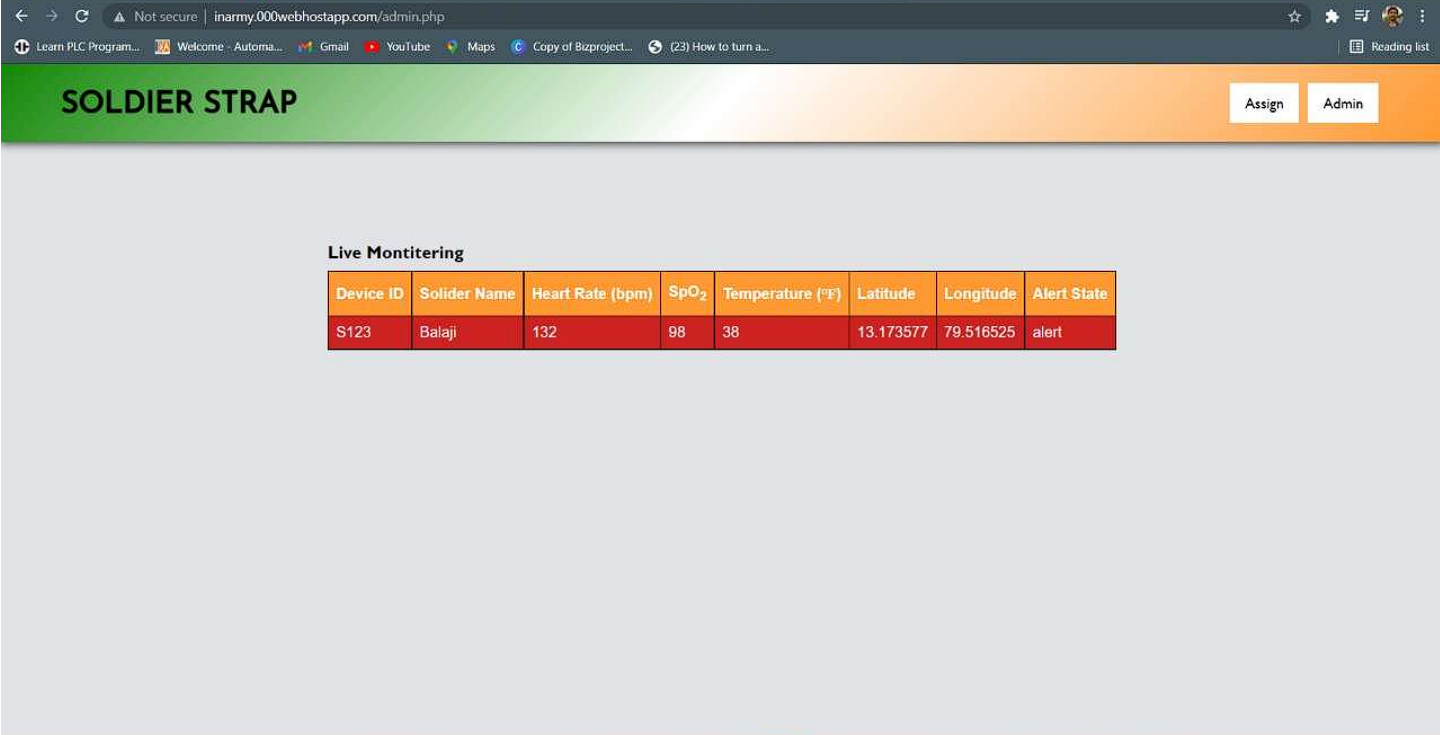 Not secure | inarmy.000webhostapp.com/admin.php
Learn PLC Program... Welcome - Automa... Gmail YouTube Maps Copy of Bizproject... (23) How to turn a... Reading list
SOLDIER STRAP Assign Admin
Live Montitering
Device ID Solider Name Heart Rate (bpm) SpO₂ Temperature (°F) Latitude Longitude Alert State
S123 Balaji 132 98 38 13.173577 79.516525 alert